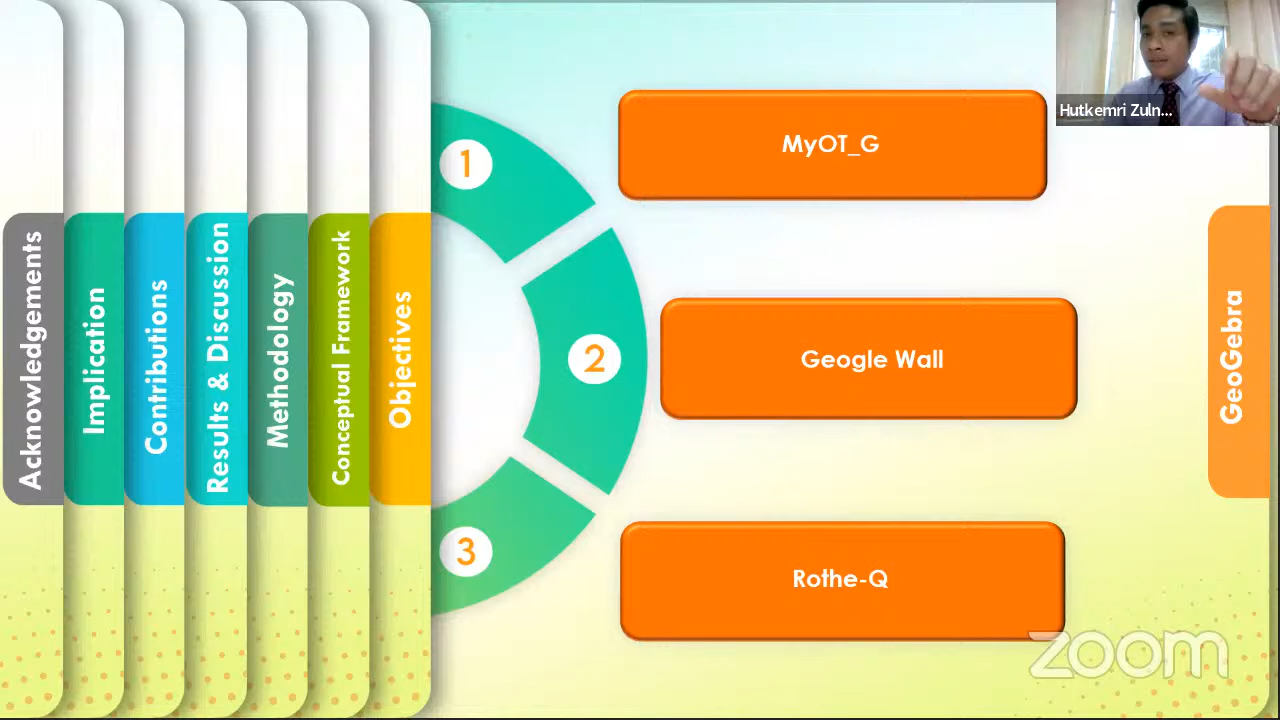 Acknowledgements
Implication
Contributions
Results & Discussion
Methodology
Conceptual Framework
Objectives
1
MyOT_G
2
Geogle Wall
3
Rothe-Q
GeoGebra
Hutkemri Zuln...
zoom